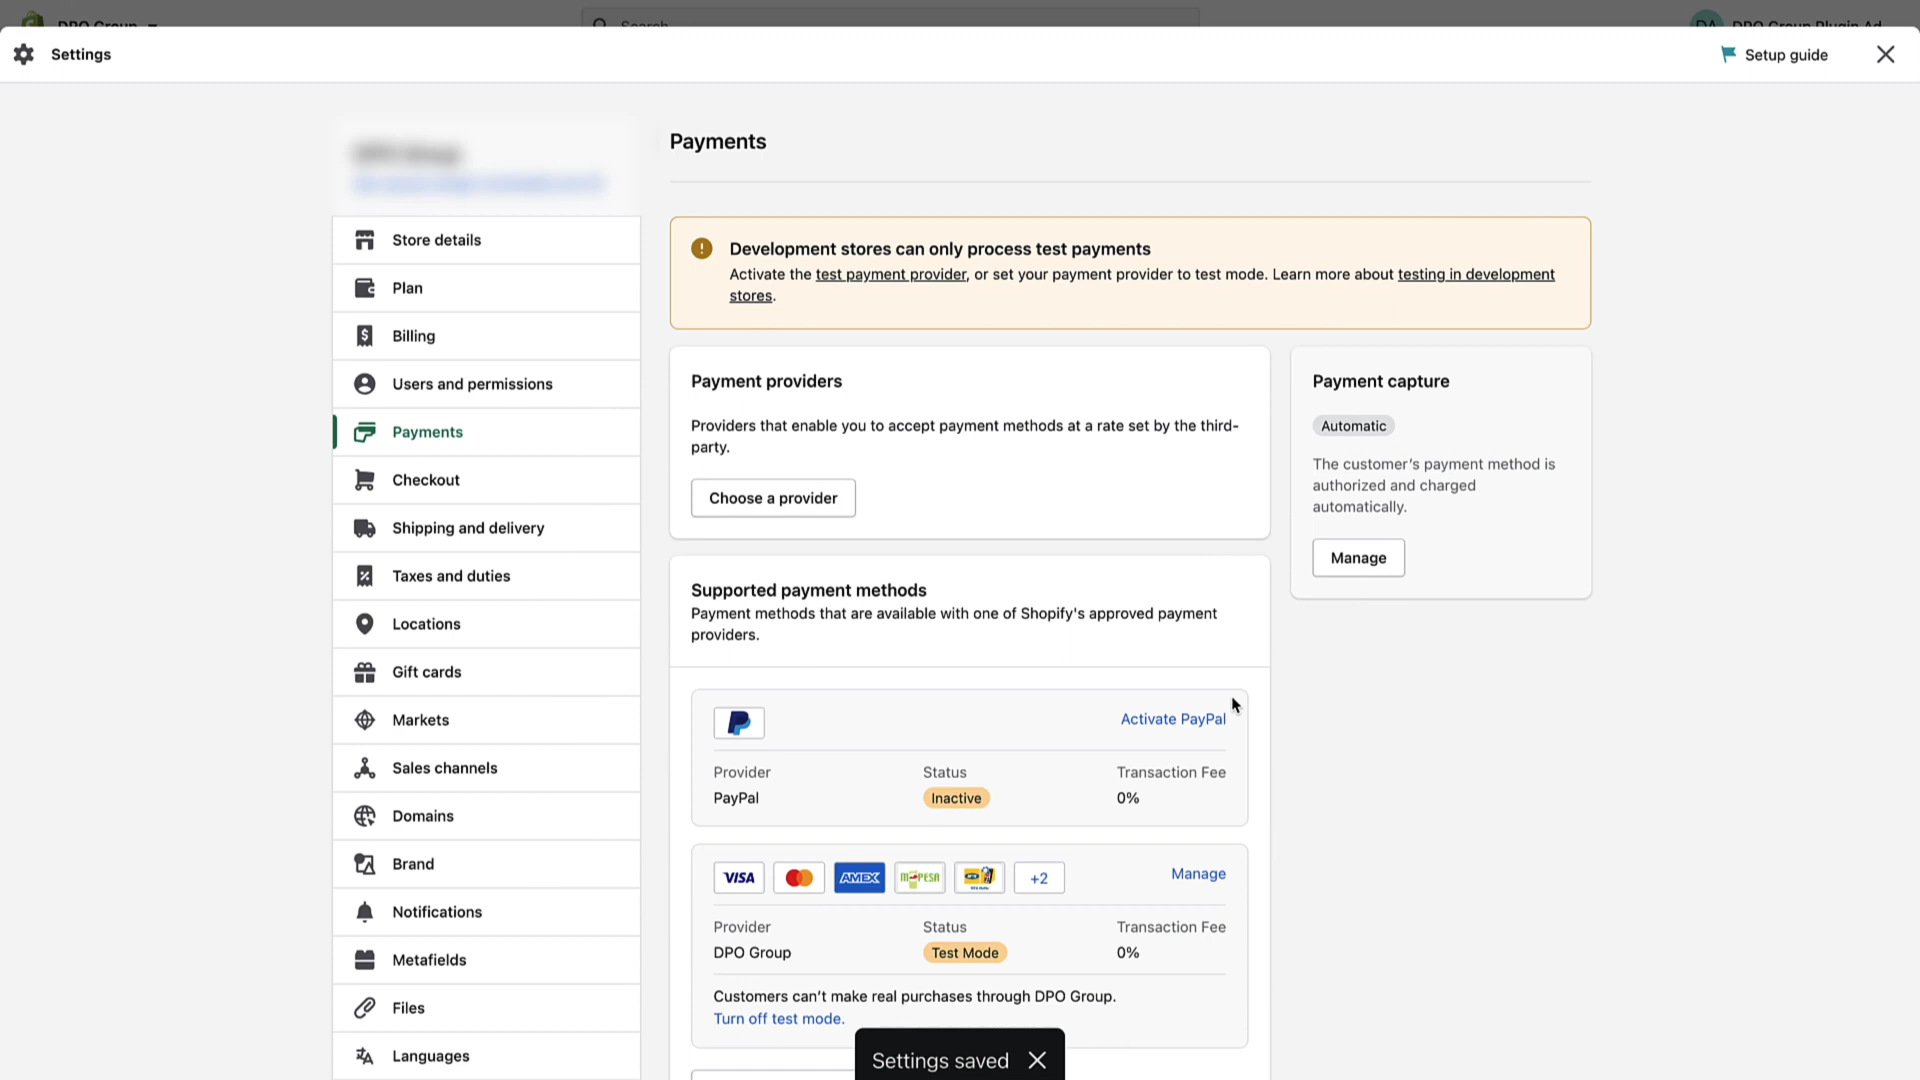 Settings
Setup guide
Store details
Plan
Billing
Users and permissions
Payments
Checkout
Shipping and delivery
Taxes and duties
Locations
Gift cards
Markets
Sales channels
Domains
Brand
Notifications
Metafields
Files
Languages
Payments
Development stores can only process test payments
Activate the test payment provider, or set your payment provider to test mode. Learn more about testing in development
stores.
Payment providers
Providers that enable you to accept payment methods at a rate set by the third-
party.
Choose a provider
Payment capture
Automatic
The customer's payment method is
authorized and charged
automatically.
Manage
Supported payment methods
Payment methods that are available with one of Shopify's approved payment
providers.
Activate PayPal
Provider Status Transaction Fee
PayPal Inactive 0%
VISA AMEX M-PESA +2 Manage
Provider Status Transaction Fee
DPO Group Test Mode 0%
Customers can't make real purchases through DPO Group.
Turn off test mode.
Settings saved